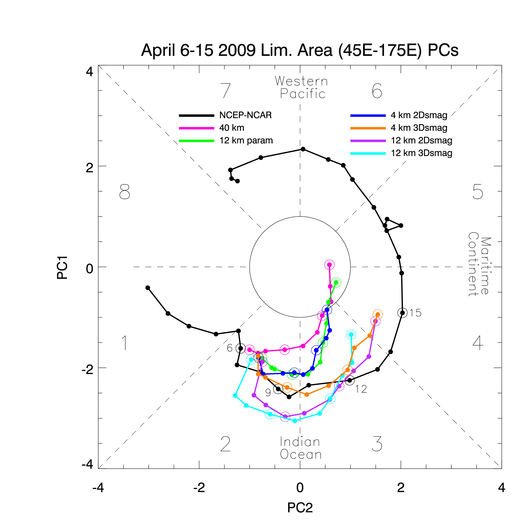 April 6-15 2009 Lim. Area (45E-175E) PCs
4
2
0
-2
-4
-4
-2
0
2
4
PC1
PC2
7
Western
Pacific
6
NCEP-NCAR
40 km
12 km param
4 km 2Dsmag
4 km 3Dsmag
12 km 2Dsmag
12 km 3Dsmag
8
5
Maritime
Continent
1
4
6
9
12
15
2
Indian
Ocean
3